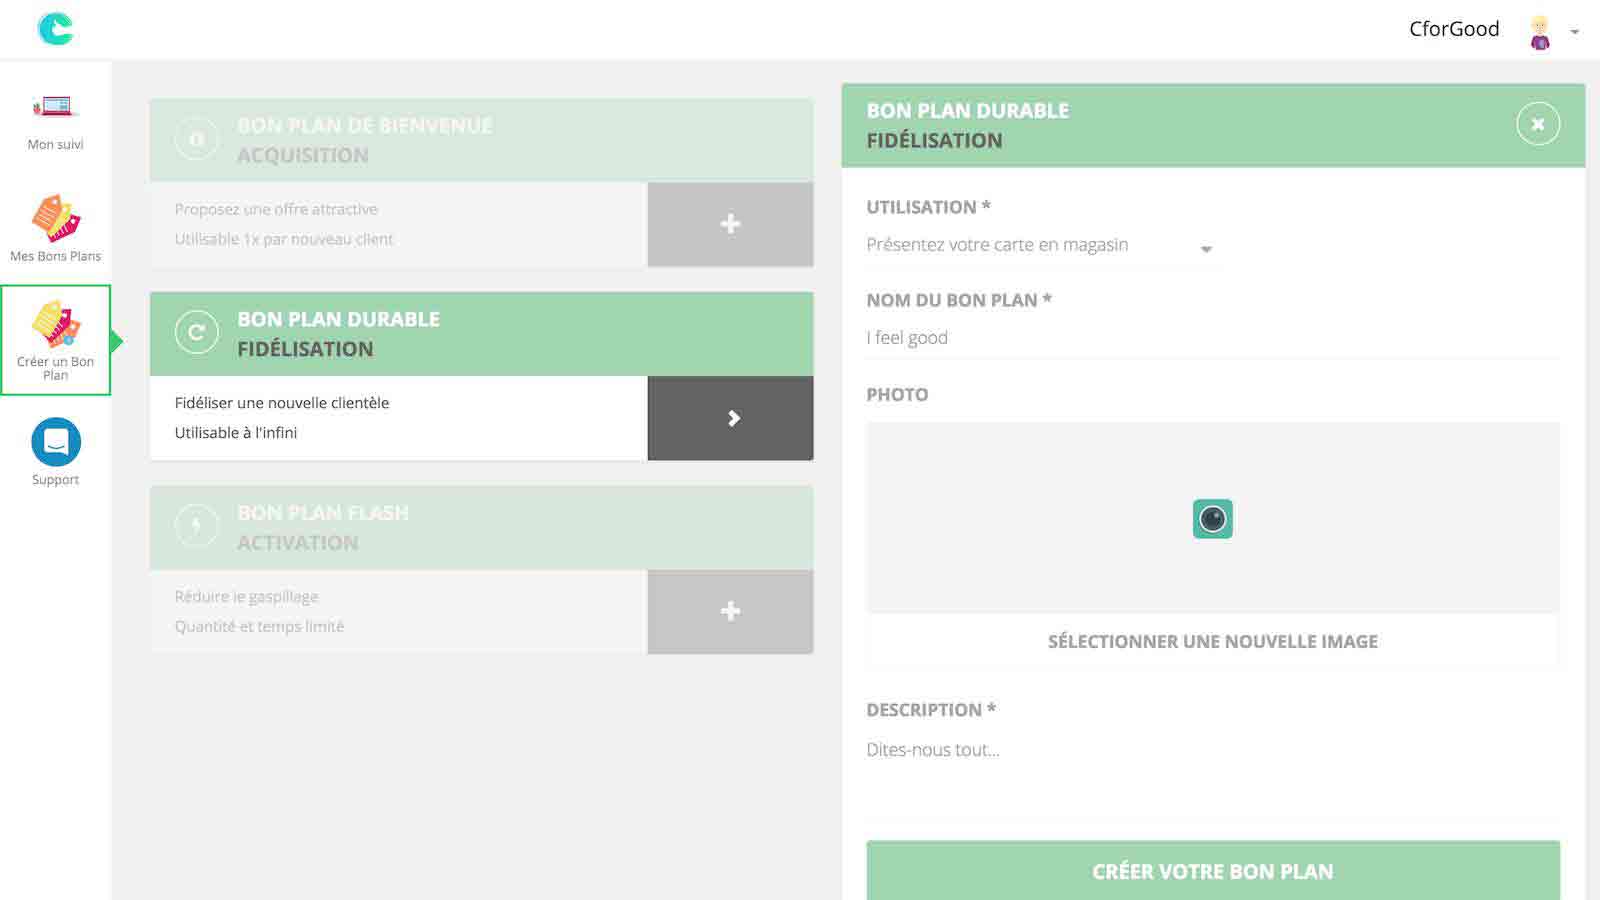 CforGood
Mon suivi
Mes Bons Plans
Créer un Bon
Plan
Support
BON PLAN DE BIENVENUE
ACQUISITION
Proposez une offre attractive
Utilisable 1x par nouveau client
BON PLAN DURABLE
FIDÉLISATION
Fidéliser une nouvelle clientèle
Utilisable à l'infini
BON PLAN FLASH
ACTIVATION
Réduire le gaspillage
Quantité et temps limité
BON PLAN DURABLE
FIDÉLISATION
UTILISATION *
Présentez votre carte en magasin
NOM DU BON PLAN *
I feel good
PHOTO
SÉLECTIONNER UNE NOUVELLE IMAGE
DESCRIPTION *
Dites-nous tout...
CRÉER VOTRE BON PLAN